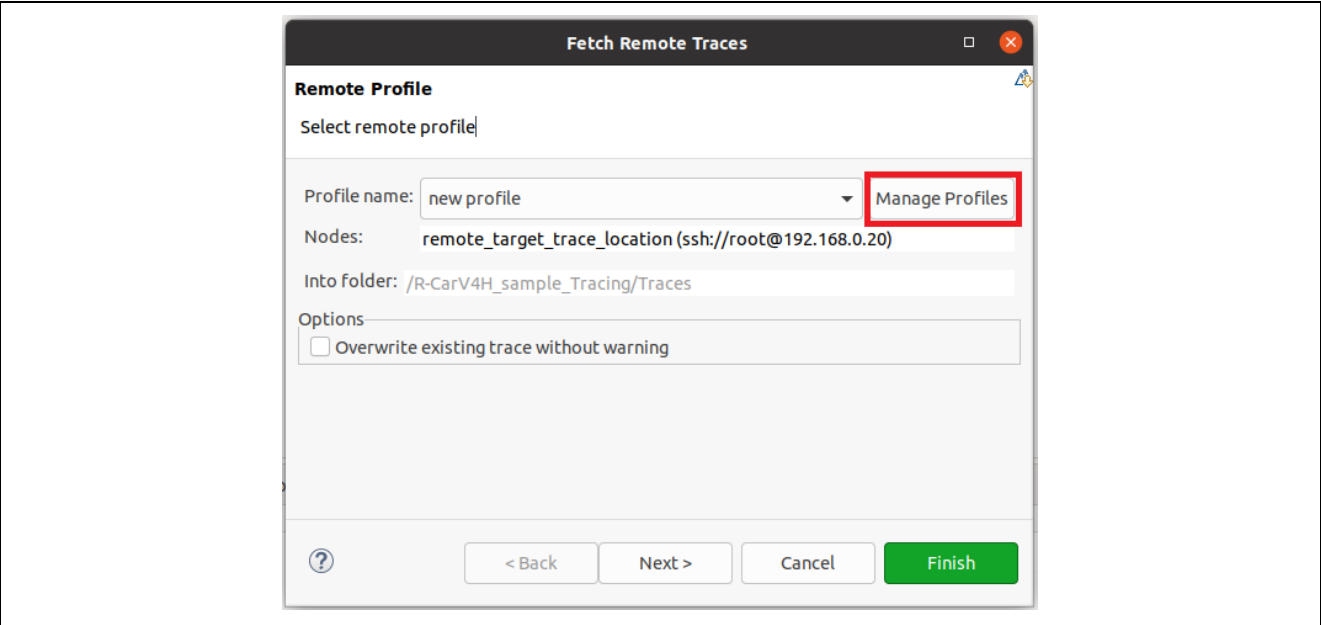 Fetch Remote Traces
Remote Profile
Select remote profile
Profile name: new profile Manage Profiles
Nodes: remote_target_trace_location (ssh://root@192.168.0.20)
Into folder: /R-CarV4H_sample_Tracing/Traces
Options
Overwrite existing trace without warning
? < Back Next > Cancel Finish